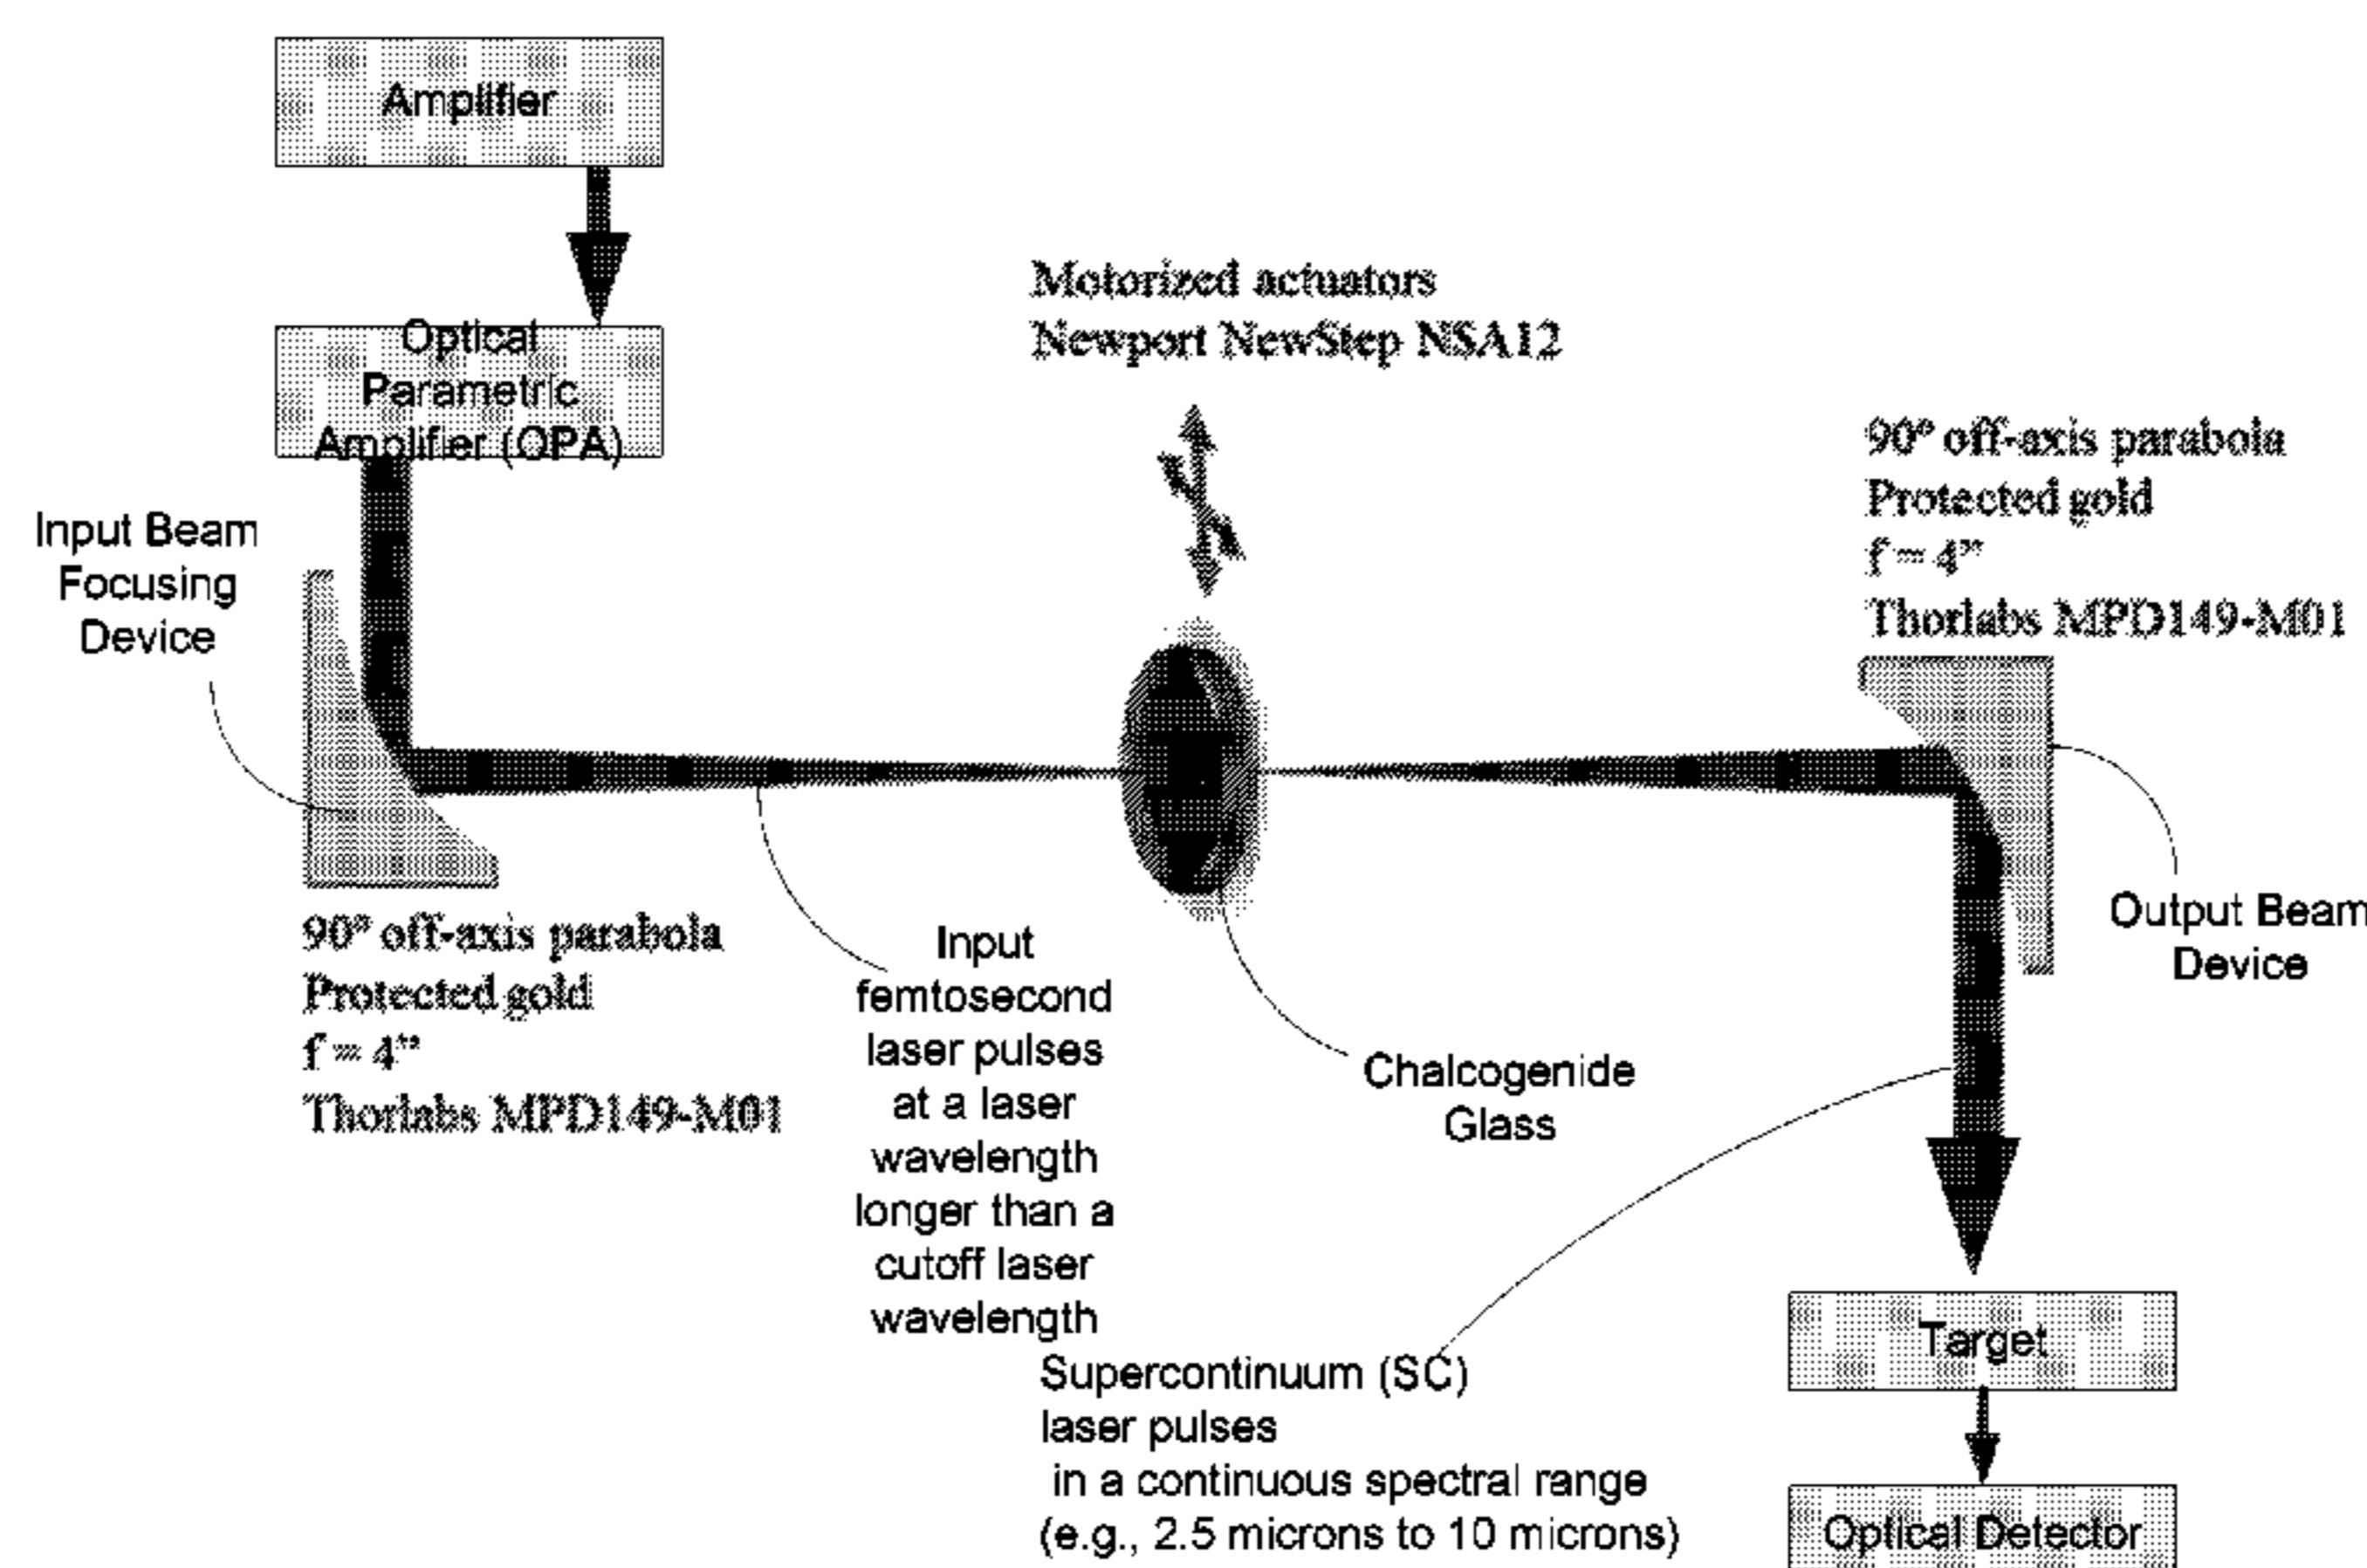 Amplifier
Optical
Parametric
Amplifier (OPA)
Motorized actuators
Newport NewStep NSA12
90° off-axis parabola
Protected gold
f = 4"
Thorlabs MPD149-M01
Input Beam
Focusing
Device
90° off-axis parabola
Protected gold
f = 4"
Thorlabs MPD149-M01
Input
femtosecond
laser pulses
at a laser
wavelength
longer than a
cutoff laser
wavelength
Chalcogenide
Glass
Output Beam
Device
Supercontinuum (SC)
laser pulses
in a continuous spectral range
(e.g., 2.5 microns to 10 microns)
Target
Optical Detector